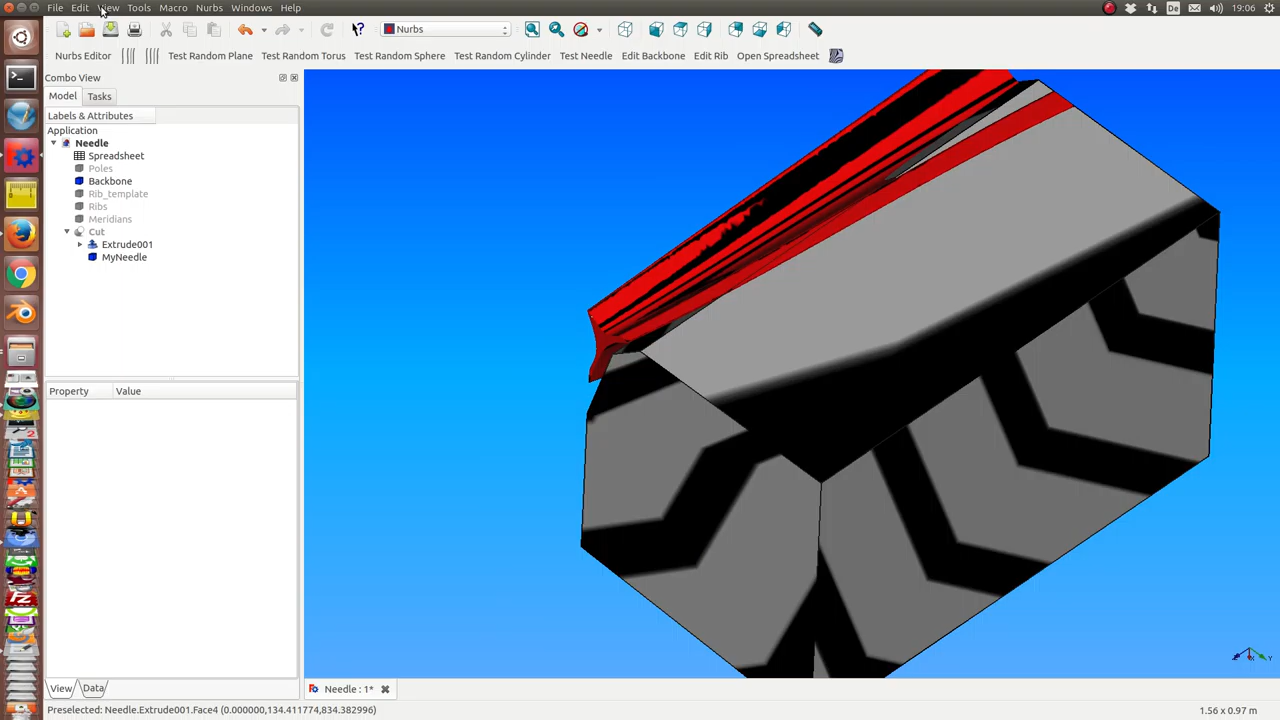 File Edit View Tools Macro Nurbs Windows Help
De 19:06
Nurbs
Nurbs Editor Test Random Plane Test Random Torus Test Random Sphere Test Random Cylinder Test Needle Edit Backbone Edit Rib Open Spreadsheet
Combo View
Model Tasks
Labels & Attributes
Application
Needle
Spreadsheet
Poles
Backbone
Rib_template
Ribs
Meridians
Cut
Extrude001
MyNeedle
Property Value
View Data
Needle : 1*
Preselected: Needle.Extrude001.Face4 (0.000000,134.411774,834.382996)
1.56 x 0.97 m